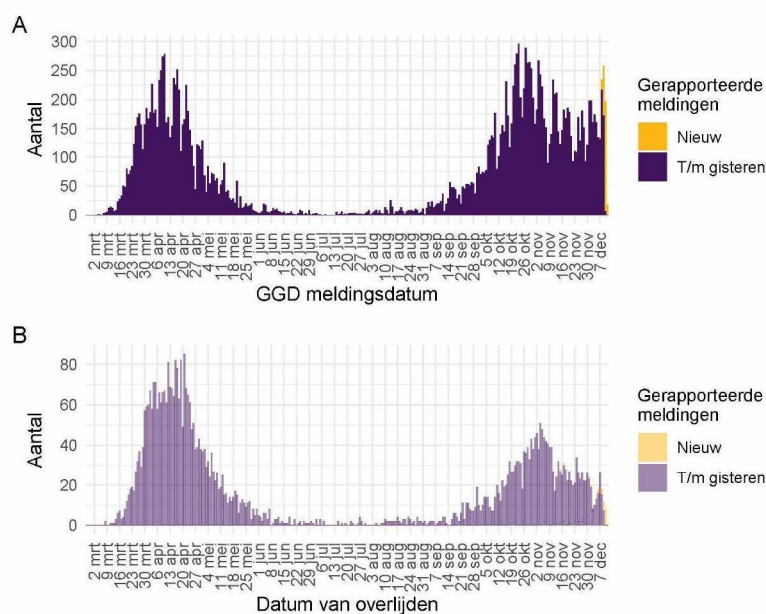 A
300
250
200
150
100
50
0
Aantal
2 mrt
9 mrt
16 mrt
23 mrt
30 mrt
6 apr
13 apr
20 apr
27 apr
4 mei
11 mei
18 mei
25 mei
1 jun
8 jun
15 jun
22 jun
29 jun
6 jul
13 jul
20 jul
27 jul
3 aug
10 aug
17 aug
24 aug
31 aug
7 sep
14 sep
21 sep
28 sep
5 okt
12 okt
19 okt
26 okt
2 nov
9 nov
16 nov
23 nov
30 nov
7 dec
GGD meldingsdatum
Gerapporteerde
meldingen
Nieuw
T/m gisteren
B
80
60
40
20
0
Aantal
2 mrt
9 mrt
16 mrt
23 mrt
30 mrt
6 apr
13 apr
20 apr
27 apr
4 mei
11 mei
18 mei
25 mei
1 jun
8 jun
15 jun
22 jun
29 jun
6 jul
13 jul
20 jul
27 jul
3 aug
10 aug
17 aug
24 aug
31 aug
7 sep
14 sep
21 sep
28 sep
5 okt
12 okt
19 okt
26 okt
2 nov
9 nov
16 nov
23 nov
30 nov
7 dec
Datum van overlijden
Gerapporteerde
meldingen
Nieuw
T/m gisteren